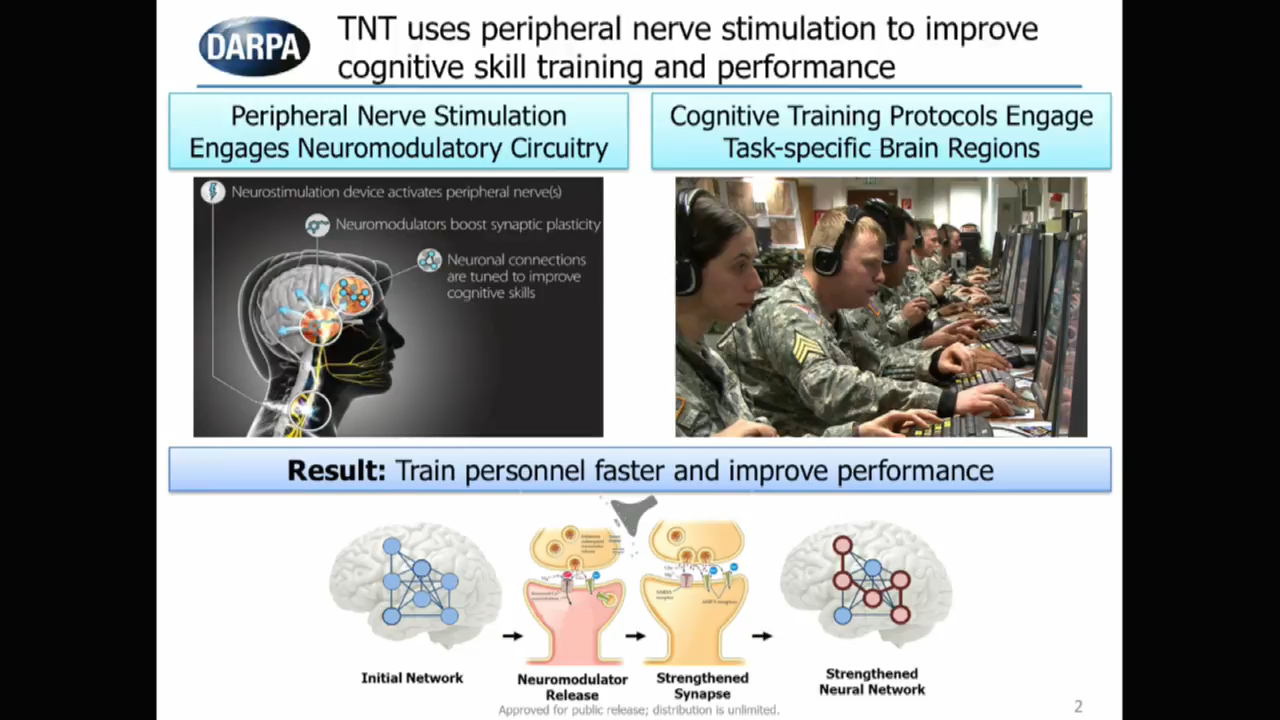 DARPA
TNT uses peripheral nerve stimulation to improve
cognitive skill training and performance
Peripheral Nerve Stimulation
Engages Neuromodulatory Circuitry
Cognitive Training Protocols Engage
Task-specific Brain Regions
Neurostimulation device activates peripheral nerve(s)
Neuromodulators boost synaptic plasticity
Neuronal connections
are tuned to improve
cognitive skills
Result: Train personnel faster and improve performance
Initial Network
Neuromodulator
Release
Strengthened
Synapse
Strengthened
Neural Network
Approved for public release; distribution is unlimited.
2